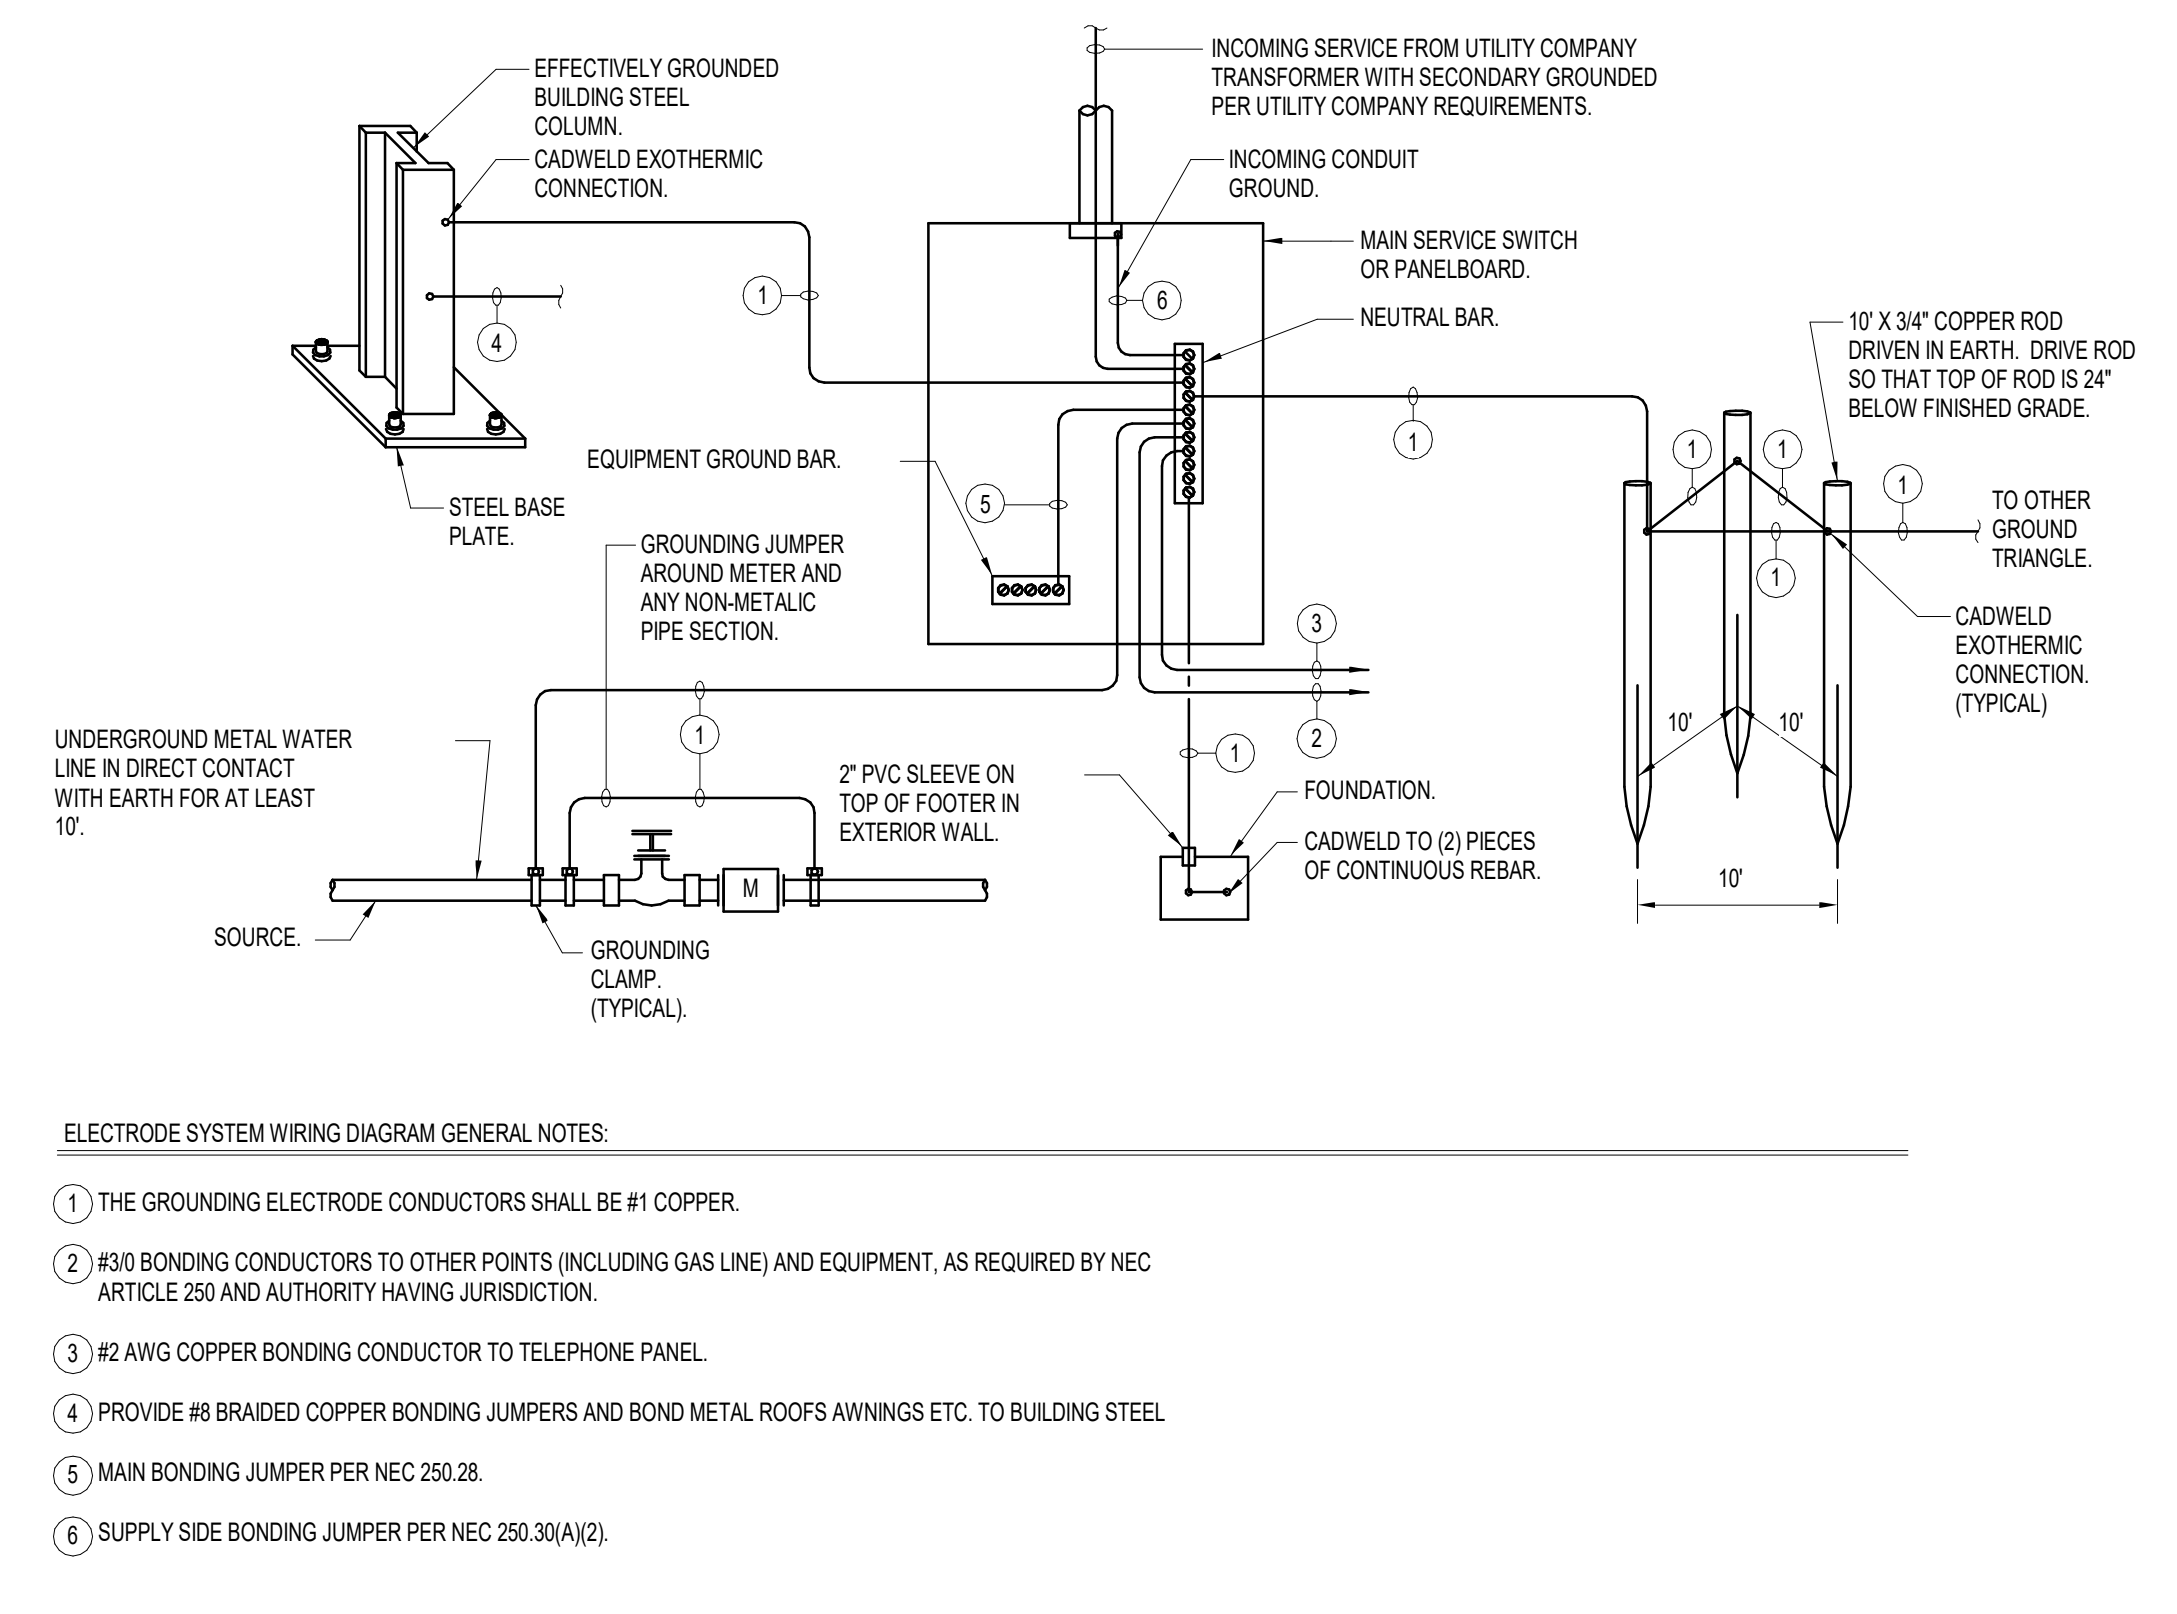 EFFECTIVELY GROUNDED
BUILDING STEEL
COLUMN.
CADWELD EXOTHERMIC
CONNECTION.
INCOMING SERVICE FROM UTILITY COMPANY
TRANSFORMER WITH SECONDARY GROUNDED
PER UTILITY COMPANY REQUIREMENTS.
INCOMING CONDUIT
GROUND.
MAIN SERVICE SWITCH
OR PANELBOARD.
NEUTRAL BAR.
1
6
4
10' X 3/4" COPPER ROD
DRIVEN IN EARTH. DRIVE ROD
SO THAT TOP OF ROD IS 24"
BELOW FINISHED GRADE.
EQUIPMENT GROUND BAR.
5
1
1
1
1
1
TO OTHER
GROUND
TRIANGLE.
STEEL BASE
PLATE.
GROUNDING JUMPER
AROUND METER AND
ANY NON-METALIC
PIPE SECTION.
3
2
CADWELD
EXOTHERMIC
CONNECTION.
(TYPICAL)
10'
10'
10'
UNDERGROUND METAL WATER
LINE IN DIRECT CONTACT
WITH EARTH FOR AT LEAST
10'.
1
1
2" PVC SLEEVE ON
TOP OF FOOTER IN
EXTERIOR WALL.
FOUNDATION.
CADWELD TO (2) PIECES
OF CONTINUOUS REBAR.
M
SOURCE.
GROUNDING
CLAMP.
(TYPICAL).
ELECTRODE SYSTEM WIRING DIAGRAM GENERAL NOTES:
1 THE GROUNDING ELECTRODE CONDUCTORS SHALL BE #1 COPPER.
2 #3/0 BONDING CONDUCTORS TO OTHER POINTS (INCLUDING GAS LINE) AND EQUIPMENT, AS REQUIRED BY NEC
ARTICLE 250 AND AUTHORITY HAVING JURISDICTION.
3 #2 AWG COPPER BONDING CONDUCTOR TO TELEPHONE PANEL.
4 PROVIDE #8 BRAIDED COPPER BONDING JUMPERS AND BOND METAL ROOFS AWNINGS ETC. TO BUILDING STEEL
5 MAIN BONDING JUMPER PER NEC 250.28.
6 SUPPLY SIDE BONDING JUMPER PER NEC 250.30(A)(2).